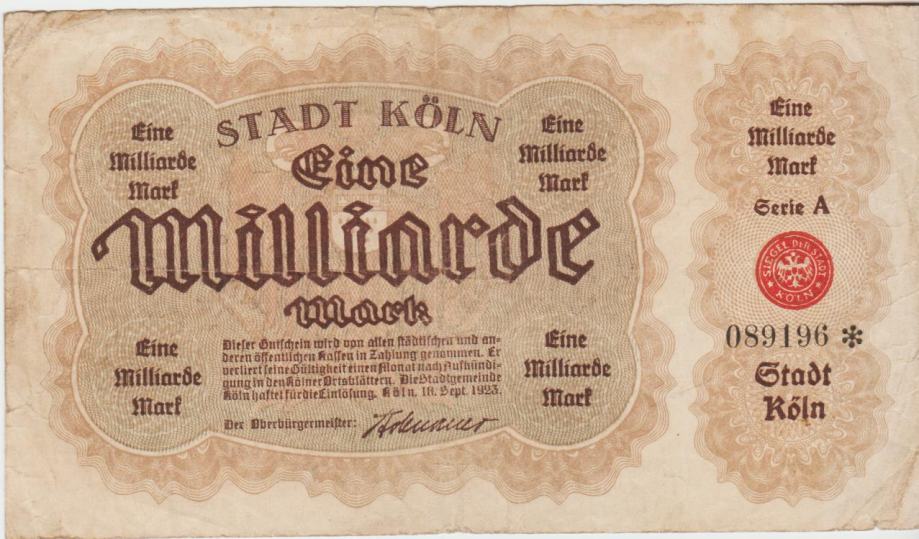 Eine
Milliarde
Mark
STADT KÖLN
Eine
Milliarde
Mark
Eine
Milliarde
Mark
Eine
Milliarde
Mark
Dieser Gutschein wird von allen städtischen und an-
deren öffentlichen Kassen in Zahlung genommen. Er
verliert seine Gültigkeit einen Monat nach Aufkündi-
gung in den Kölner Ortsblättern. Die Stadtgemeinde
Köln haftet für die Einlösung. Köln, 18. Sept. 1923.
Der Oberbürgermeister:
Eine
Milliarde
Mark
Eine
Milliarde
Mark
Serie A
SIEGEL DER STADT
KÖLN
089196 *
Stadt
Köln